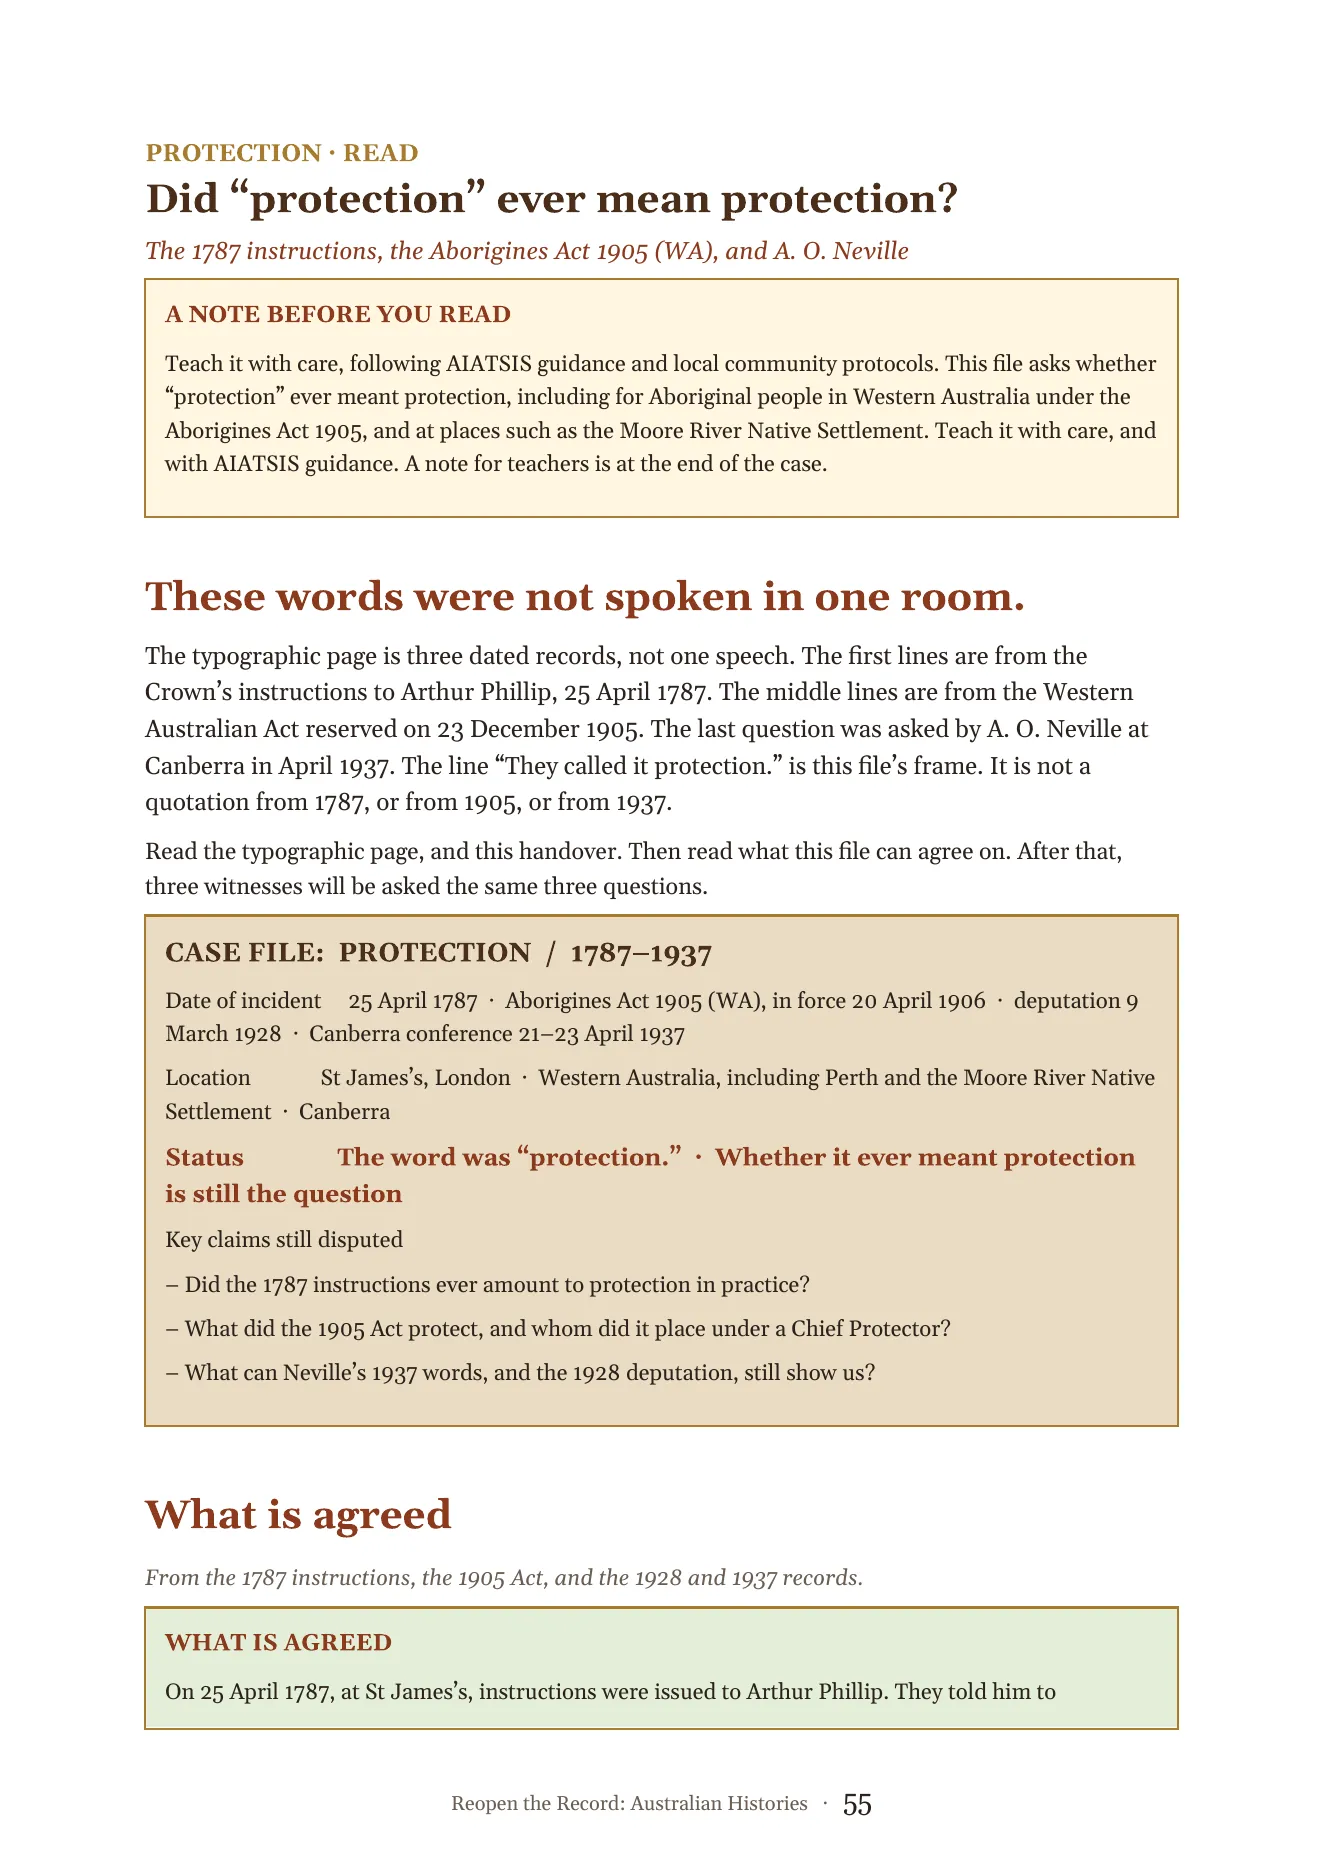 PROTECTION · READ
Did “protection” ever mean protection?
The 1787 instructions, the Aborigines Act 1905 (WA), and A. O. Neville
A NOTE BEFORE YOU READ
Teach it with care, following AIATSIS guidance and local community protocols. This file asks whether
“protection” ever meant protection, including for Aboriginal people in Western Australia under the
Aborigines Act 1905, and at places such as the Moore River Native Settlement. Teach it with care, and
with AIATSIS guidance. A note for teachers is at the end of the case.
These words were not spoken in one room.
The typographic page is three dated records, not one speech. The first lines are from the
Crown’s instructions to Arthur Phillip, 25 April 1787. The middle lines are from the Western
Australian Act reserved on 23 December 1905. The last question was asked by A. O. Neville at
Canberra in April 1937. The line “They called it protection.” is this file’s frame. It is not a
quotation from 1787, or from 1905, or from 1937.
Read the typographic page, and this handover. Then read what this file can agree on. After that,
three witnesses will be asked the same three questions.
CASE FILE: PROTECTION / 1787–1937
Date of incident 25 April 1787 · Aborigines Act 1905 (WA), in force 20 April 1906 · deputation 9
March 1928 · Canberra conference 21–23 April 1937
Location St James’s, London · Western Australia, including Perth and the Moore River Native
Settlement · Canberra
Status The word was “protection.” · Whether it ever meant protection
is still the question
Key claims still disputed
– Did the 1787 instructions ever amount to protection in practice?
– What did the 1905 Act protect, and whom did it place under a Chief Protector?
– What can Neville’s 1937 words, and the 1928 deputation, still show us?
What is agreed
From the 1787 instructions, the 1905 Act, and the 1928 and 1937 records.
WHAT IS AGREED
On 25 April 1787, at St James’s, instructions were issued to Arthur Phillip. They told him to
Reopen the Record: Australian Histories · 55